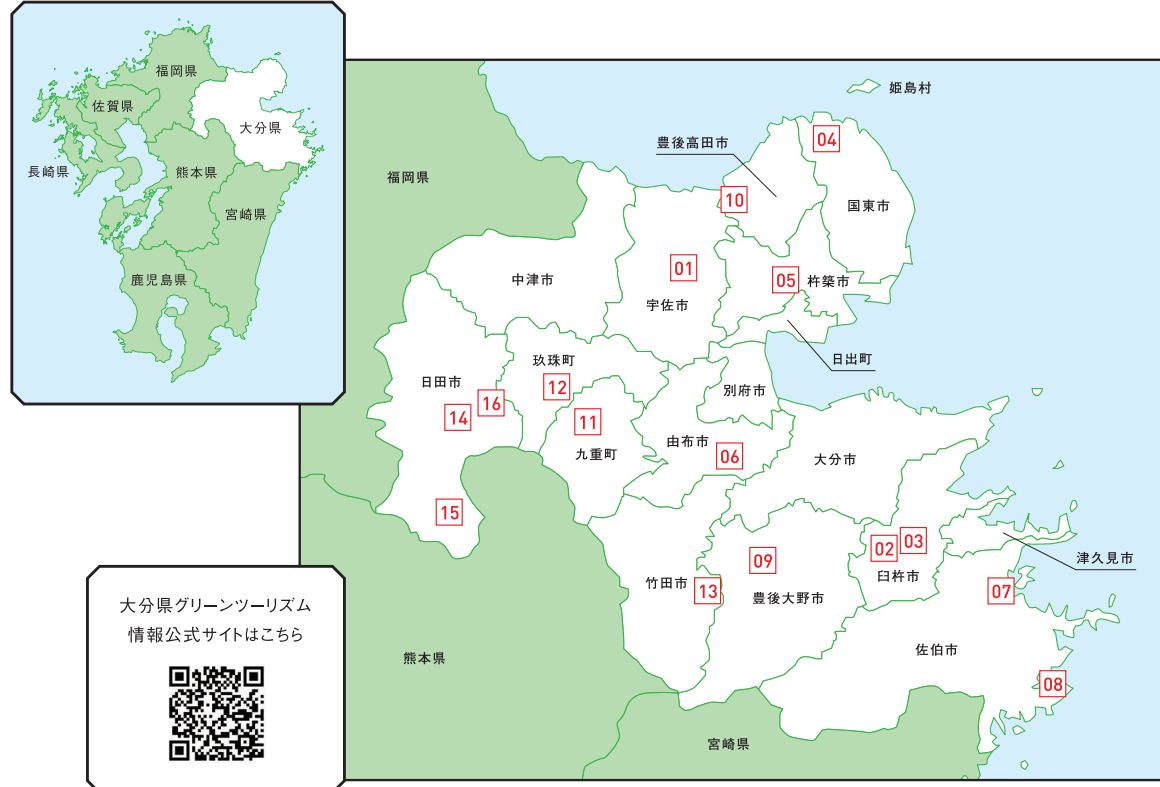 福岡県
佐賀県
大分県
長崎県
熊本県
宮崎県
鹿児島県
姫島村
豊後高田市
04
福岡県
10
国東市
01
中津市
05
杵築市
宇佐市
日出町
玖珠町
日田市
12
別府市
16
14
11
由布市
九重町
06
大分市
15
03
02
津久見市
09
臼杵市
竹田市
13
豊後大野市
07
大分県グリーンツーリズム
情報公式サイトはこちら
熊本県
佐伯市
08
宮崎県